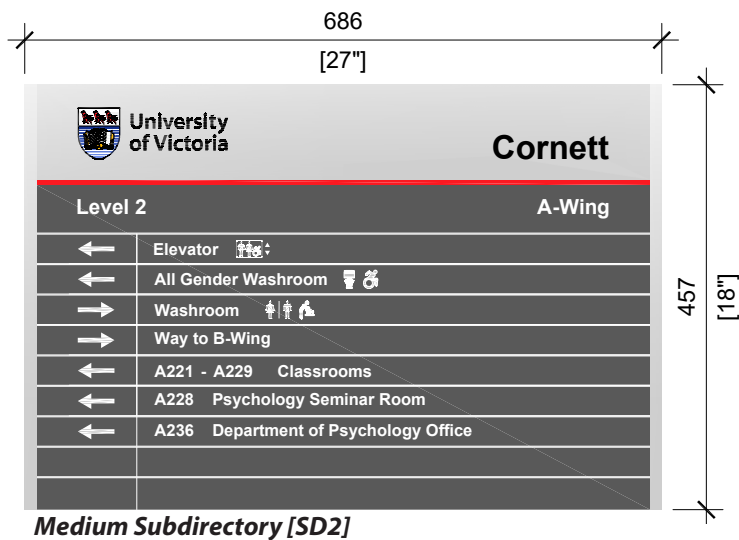 686
[27"]
University
of Victoria
Cornett
Level 2 A-Wing
Elevator
All Gender Washroom
Washroom
Way to B-Wing
A221 - A229 Classrooms
A228 Psychology Seminar Room
A236 Department of Psychology Office
457
[18"]
Medium Subdirectory [SD2]